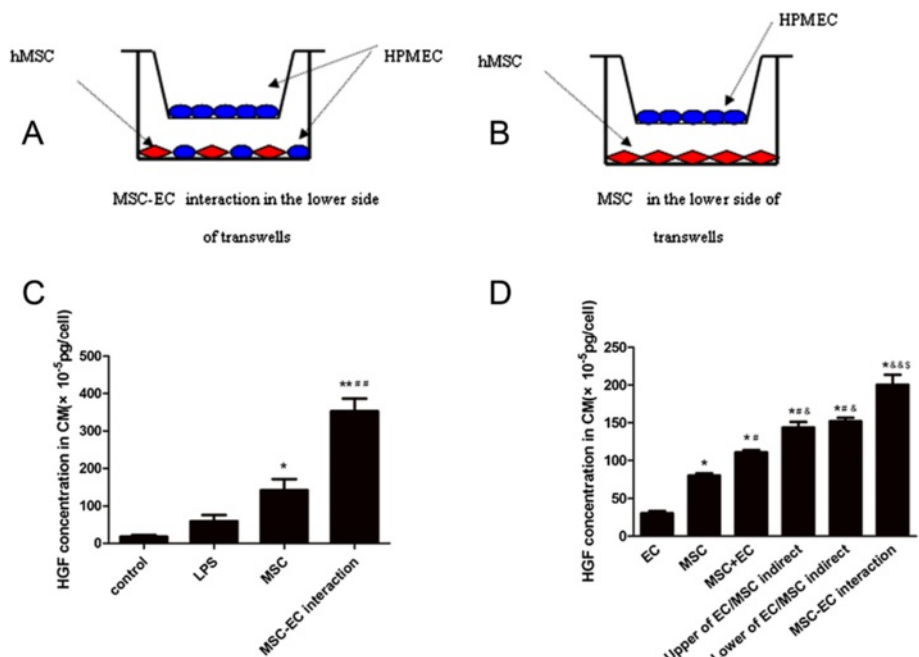 A
hMSC
HPMEC
MSC-EC interaction in the lower side
of transwells
B
hMSC
HPMEC
MSC in the lower side of
transwells
C
HGF concentration in CM(× 10⁻⁵pg/cell)
500
400
300
200
100
0
*
**##
control
LPS
MSC
MSC-EC interaction
D
HGF concentration in CM(× 10⁻⁵pg/cell)
250
200
150
100
50
0
*
*#
*#&
*#&
*&&$
EC
MSC
MSC+EC
Upper of EC/MSC indirect
Lower of EC/MSC indirect
MSC-EC interaction